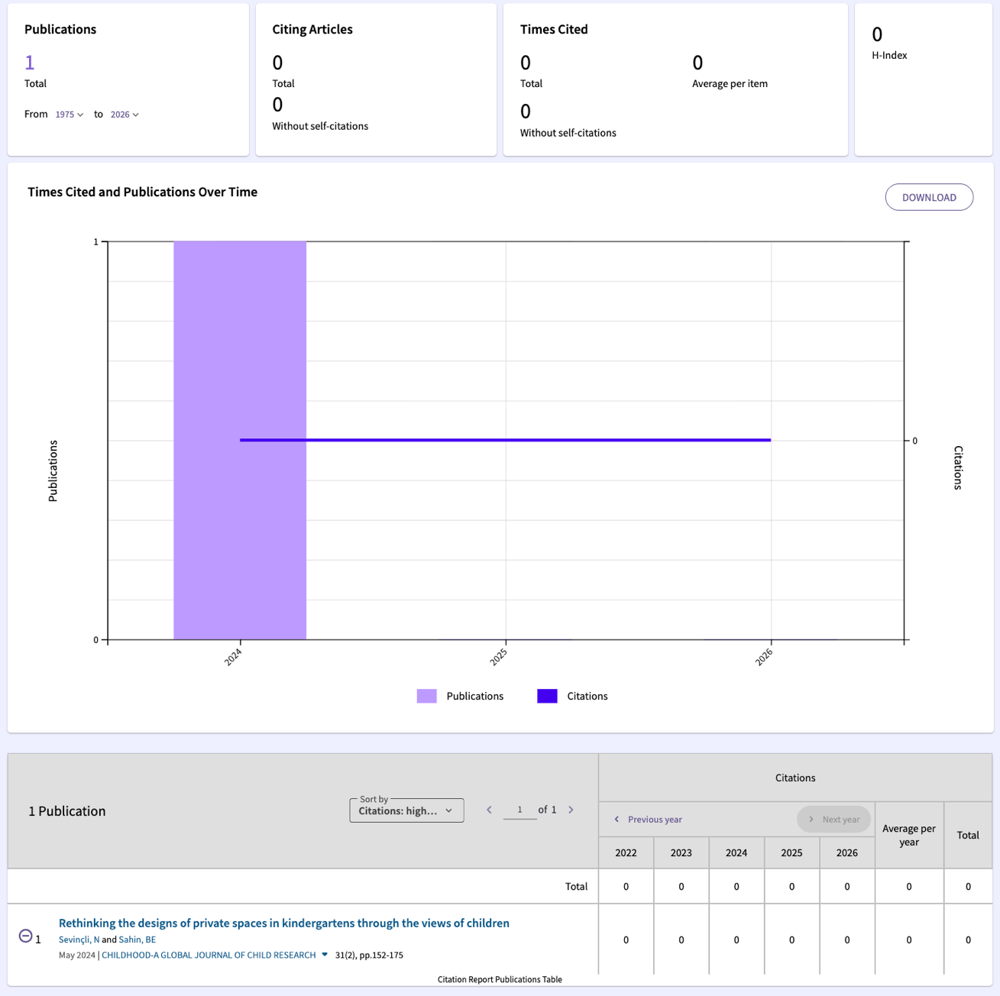 Publications
1
Total
From 1975 to 2026
Citing Articles
0
Total
0
Without self-citations
Times Cited
0
Total
0
Average per item
0
Without self-citations
0
H-Index
Times Cited and Publications Over Time
DOWNLOAD
1
0
Publications
0
Citations
2024
2025
2026
Publications
Citations
1 Publication
Sort by
Citations: high...
1 of 1
Citations
Previous year
Next year
2022
2023
2024
2025
2026
Average per
year
Total
Total 0 0 0 0 0 0 0
1
Rethinking the designs of private spaces in kindergartens through the views of children
Sevinçli, N and Sahin, BE
May 2024 | CHILDHOOD-A GLOBAL JOURNAL OF CHILD RESEARCH 31(2), pp.152-175
0 0 0 0 0 0 0
Citation Report Publications Table